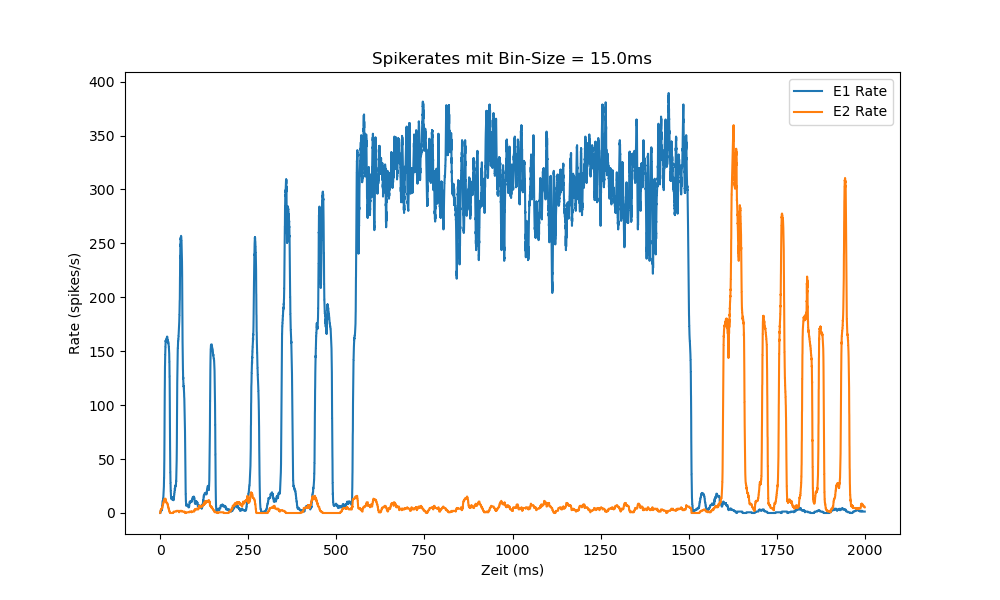 Spikerates mit Bin-Size = 15.0ms
E1 Rate
E2 Rate
400
350
300
250
200
150
100
50
0
Rate (spikes/s)
0 250 500 750 1000 1250 1500 1750 2000
Zeit (ms)